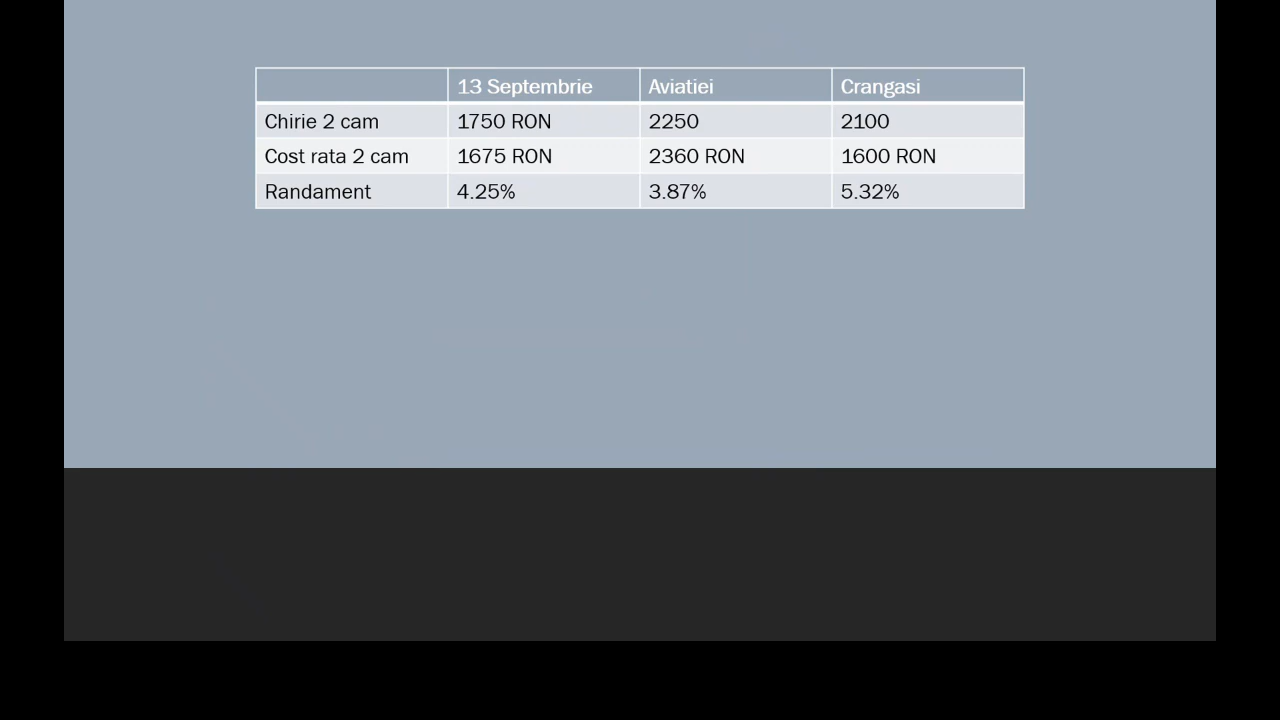 13 Septembrie Aviatiei Crangasi
Chirie 2 cam 1750 RON 2250 2100
Cost rata 2 cam 1675 RON 2360 RON 1600 RON
Randament 4.25% 3.87% 5.32%